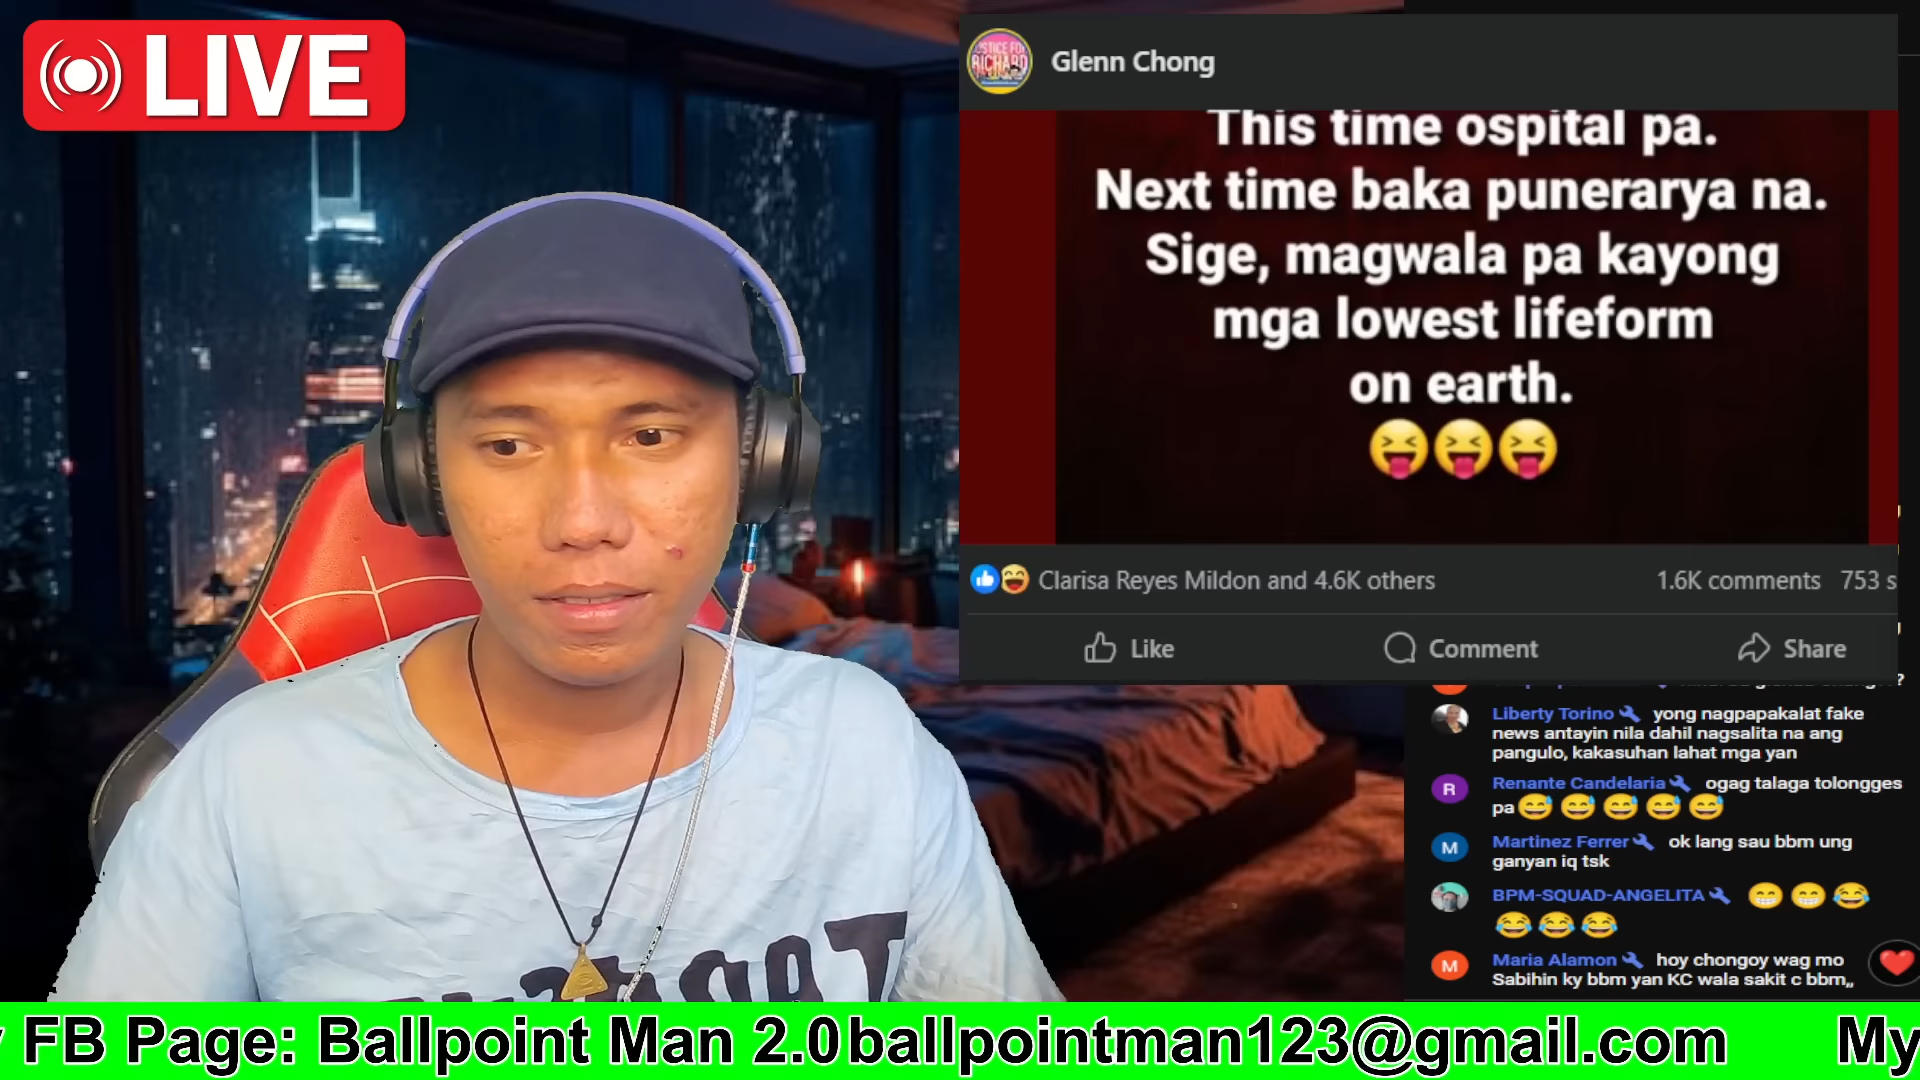 LIVE
Glenn Chong
JUSTICE FOR
RICHARD
This time ospital pa.
Next time baka punerarya na.
Sige, magwala pa kayong
mga lowest lifeform
on earth.
😝😝😝
Clarisa Reyes Mildon and 4.6K others
1.6K comments 753 s
Like
Comment
Share
Liberty Torino yong nagpapakalat fake
news antayin nila dahil nagsalita na ang
pangulo, kakasuhan lahat mga yan
R
Renante Candelaria ogag talaga tolongges
pa😅😅😅😅😅
M
Martinez Ferrer ok lang sau bbm ung
ganyan iq tsk
BPM-SQUAD-ANGELITA 😁😁😂
😂😂😂
M
Maria Alamon hoy chongoy wag mo
Sabihin ky bbm yan KC wala sakit c bbm,,
FB Page: Ballpoint Man 2.0 ballpointman123@gmail.com My